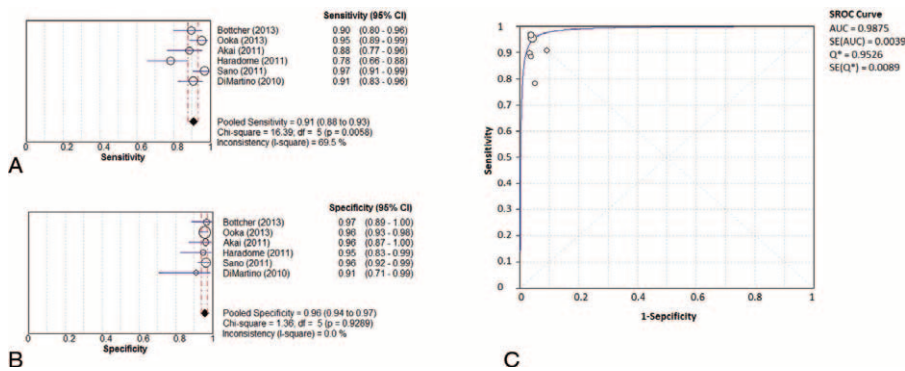 Sensitivity (95% CI)
Bottcher (2013) 0.90 (0.80 - 0.96)
Ooka (2013) 0.95 (0.89 - 0.99)
Akai (2011) 0.88 (0.77 - 0.96)
Haradome (2011) 0.78 (0.66 - 0.88)
Sano (2011) 0.97 (0.91 - 0.99)
DiMartino (2010) 0.91 (0.83 - 0.96)
Pooled Sensitivity = 0.91 (0.88 to 0.93)
Chi-square = 16.39; df = 5 (p = 0.0058)
Inconsistency (I-square) = 69.5 %
0 0.2 0.4 0.6 0.8 1
Sensitivity
A
Specificity (95% CI)
Bottcher (2013) 0.97 (0.89 - 1.00)
Ooka (2013) 0.96 (0.93 - 0.98)
Akai (2011) 0.96 (0.87 - 1.00)
Haradome (2011) 0.95 (0.83 - 0.99)
Sano (2011) 0.96 (0.92 - 0.99)
DiMartino (2010) 0.91 (0.71 - 0.99)
Pooled Specificity = 0.96 (0.94 to 0.97)
Chi-square = 1.36; df = 5 (p = 0.9289)
Inconsistency (I-square) = 0.0 %
0 0.2 0.4 0.6 0.8 1
Specificity
B
SROC Curve
AUC = 0.9875
SE(AUC) = 0.0039
Q* = 0.9526
SE(Q*) = 0.0089
1
0.9
0.8
0.7
0.6
0.5
0.4
0.3
0.2
0.1
0
Sensitivity
0 0.2 0.4 0.6 0.8 1
1-Sepcificity
C